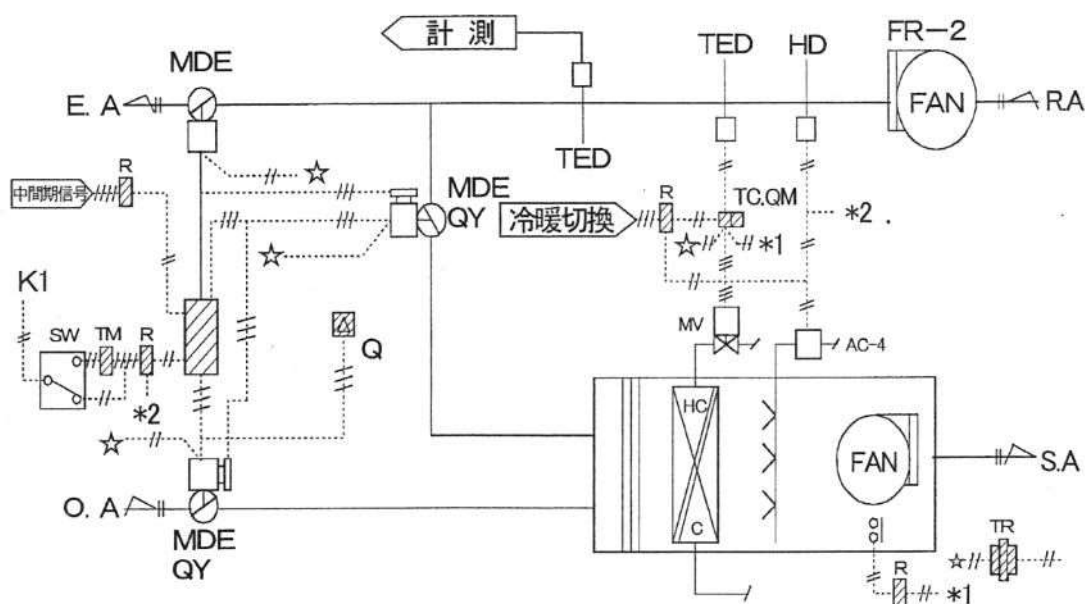 計測
TED
HD
FR-2
MDE
E. A
FAN
R.A
TED
中間期信号
R
☆
MDE
QY
冷暖切換
R
TC.QM
*2
☆
*1
☆
K1
SW
TM
R
Q
MV
AC-4
*2
☆
HC
FAN
S.A
O. A
C
MDE
QY
TR
☆
R
*1